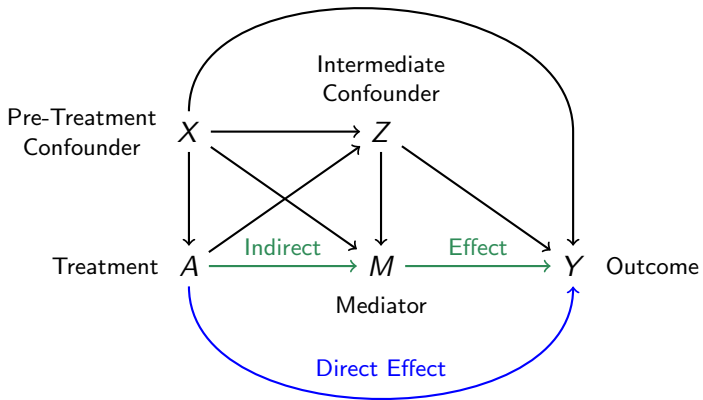 Intermediate
Confounder
Pre-Treatment
Confounder
X
Z
Indirect
Effect
Treatment
A
M
Y
Outcome
Mediator
Direct Effect